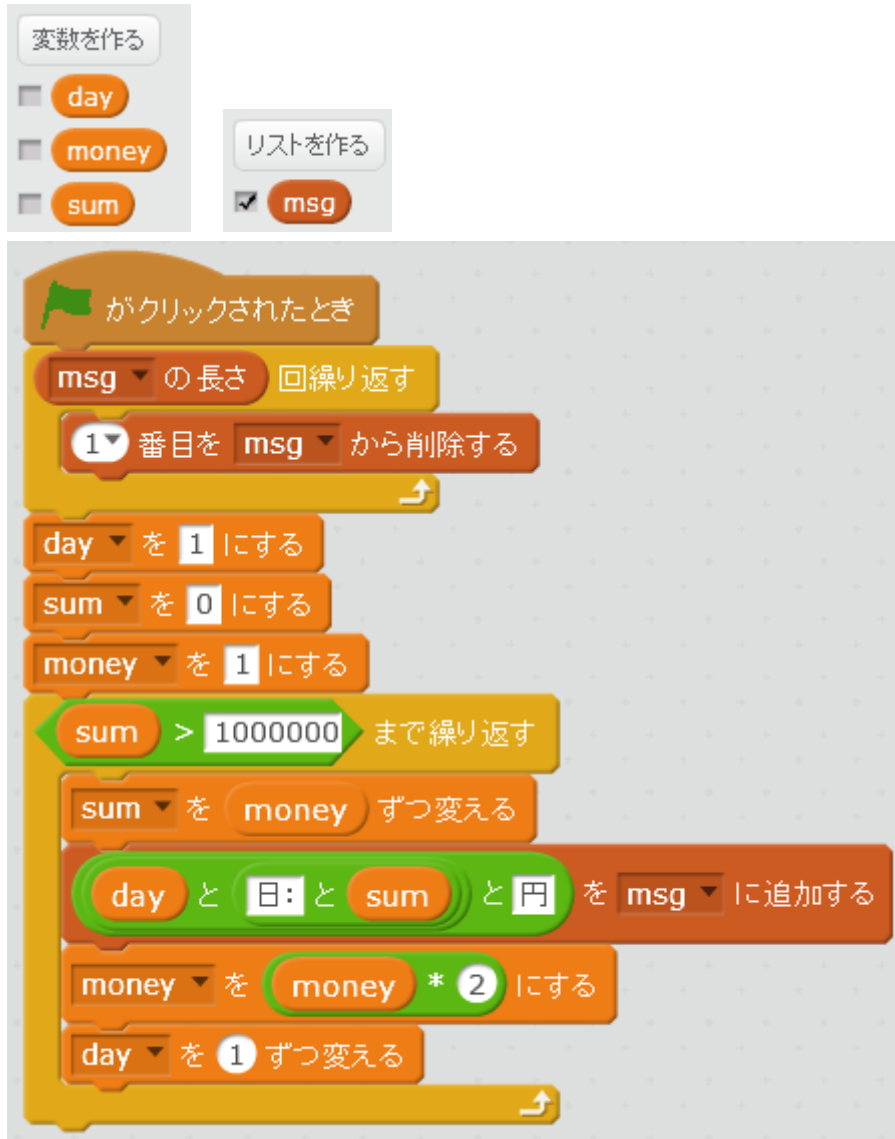 変数を作る
day
money
sum
リストを作る
msg
がクリックされたとき
msg の長さ 回繰り返す
1 番目を msg から削除する
day を 1 にする
sum を 0 にする
money を 1 にする
sum > 1000000 まで繰り返す
sum を money ずつ変える
day と 日: と sum と 円 を msg に追加する
money を money * 2 にする
day を 1 ずつ変える